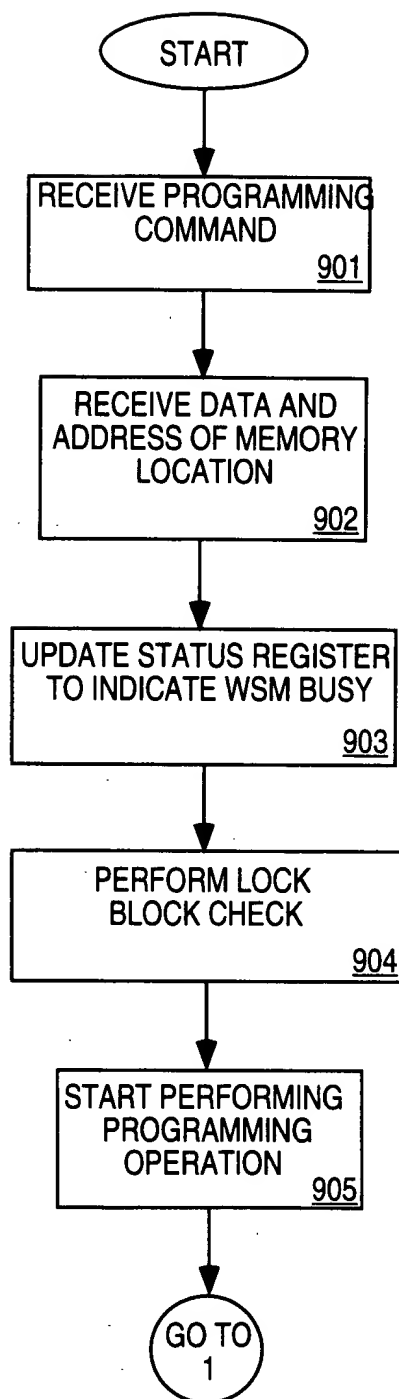 START
RECEIVE PROGRAMMING
COMMAND
901
RECEIVE DATA AND
ADDRESS OF MEMORY
LOCATION
902
UPDATE STATUS REGISTER
TO INDICATE WSM BUSY
903
PERFORM LOCK
BLOCK CHECK
904
START PERFORMING
PROGRAMMING
OPERATION
905
GO TO
1